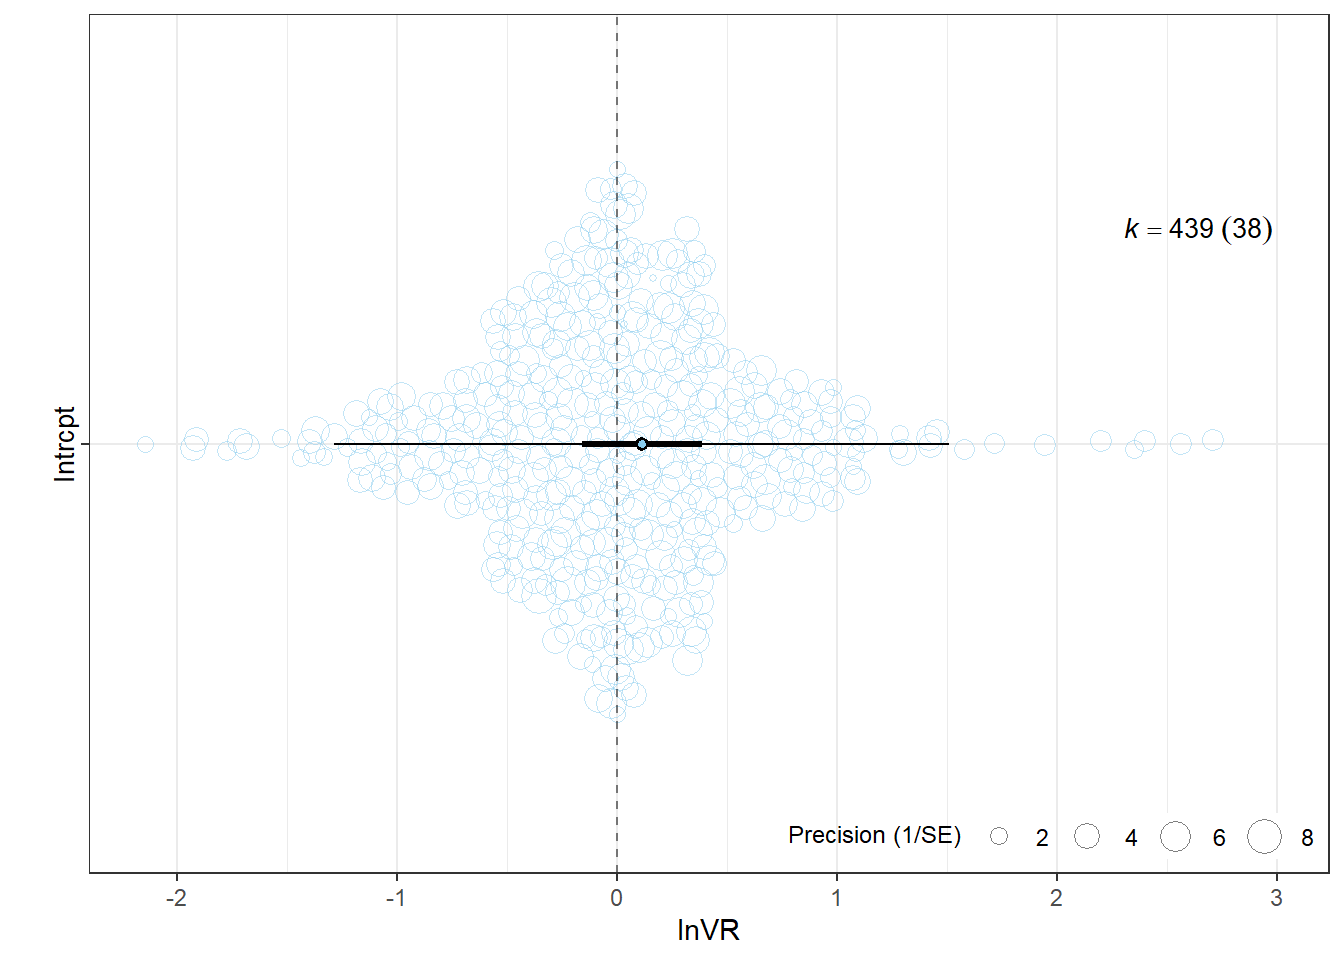 k = 439 (38)
Intrcpt
Precision (1/SE) 2 4 6 8
-2 -1 0 1 2 3
lnVR